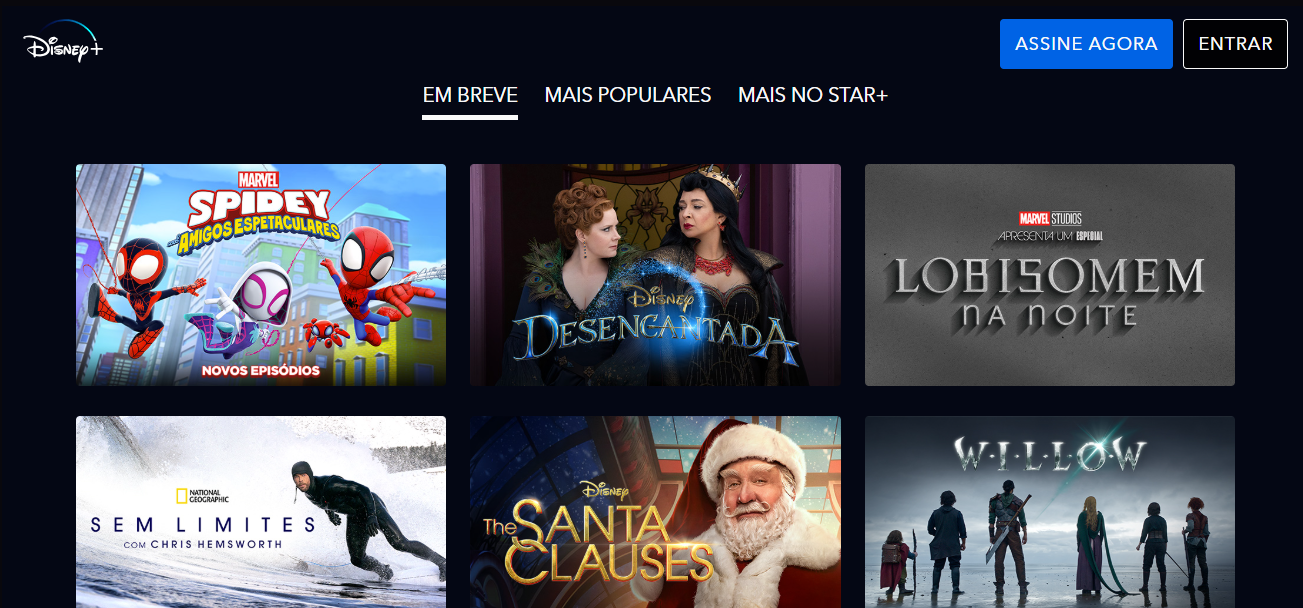 Disney+
ASSINE AGORA
ENTRAR
EM BREVE
MAIS POPULARES
MAIS NO STAR+
MARVEL
SPIDEY
AMIGOS ESPETACULARES
NOVOS EPISÓDIOS
Disney
DESENCANTADA
MARVEL STUDIOS
APRESENTA UM ESPECIAL
LOBISOMEM
NA NOITE
NATIONAL
GEOGRAPHIC
SEM LIMITES
COM CHRIS HEMSWORTH
Disney
The SANTA
CLAUSES
WILLOW